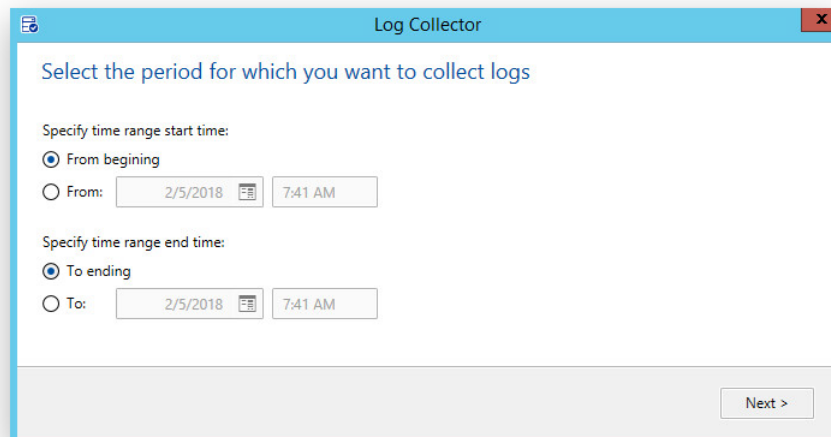 Log Collector
x
Select the period for which you want to collect logs
Specify time range start time:
From begining
From: 2/5/2018 7:41 AM
Specify time range end time:
To ending
To: 2/5/2018 7:41 AM
Next >